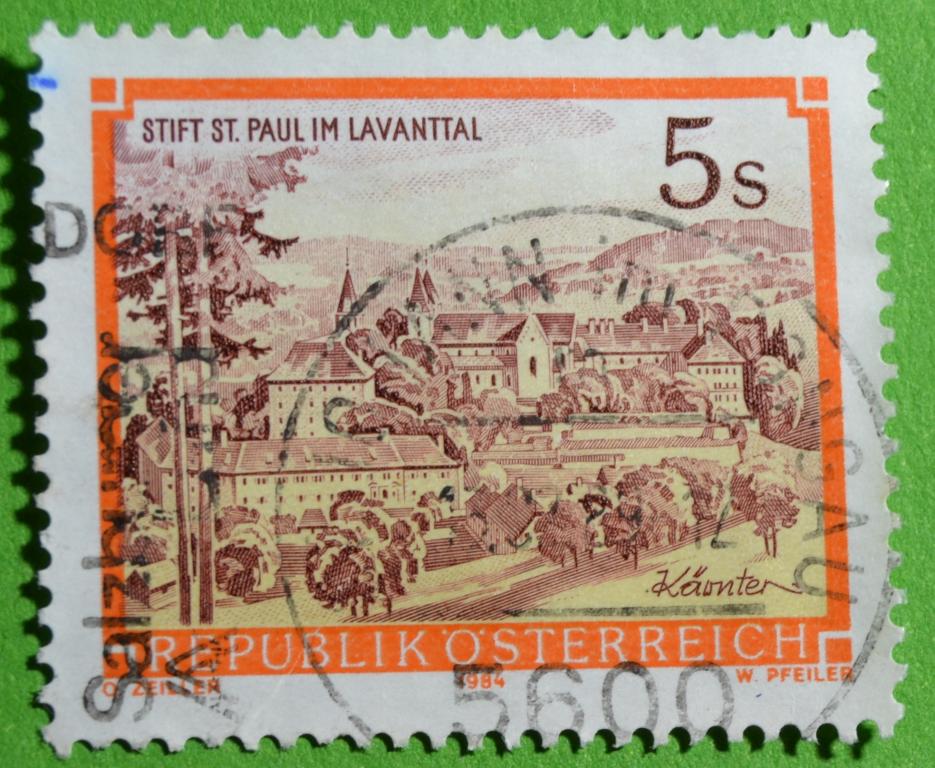 STIFT ST. PAUL IM LAVANTTAL
5s
Kärnten
REPUBLIK ÖSTERREICH
O. ZEILLER
1984
W. PFEILER
5600